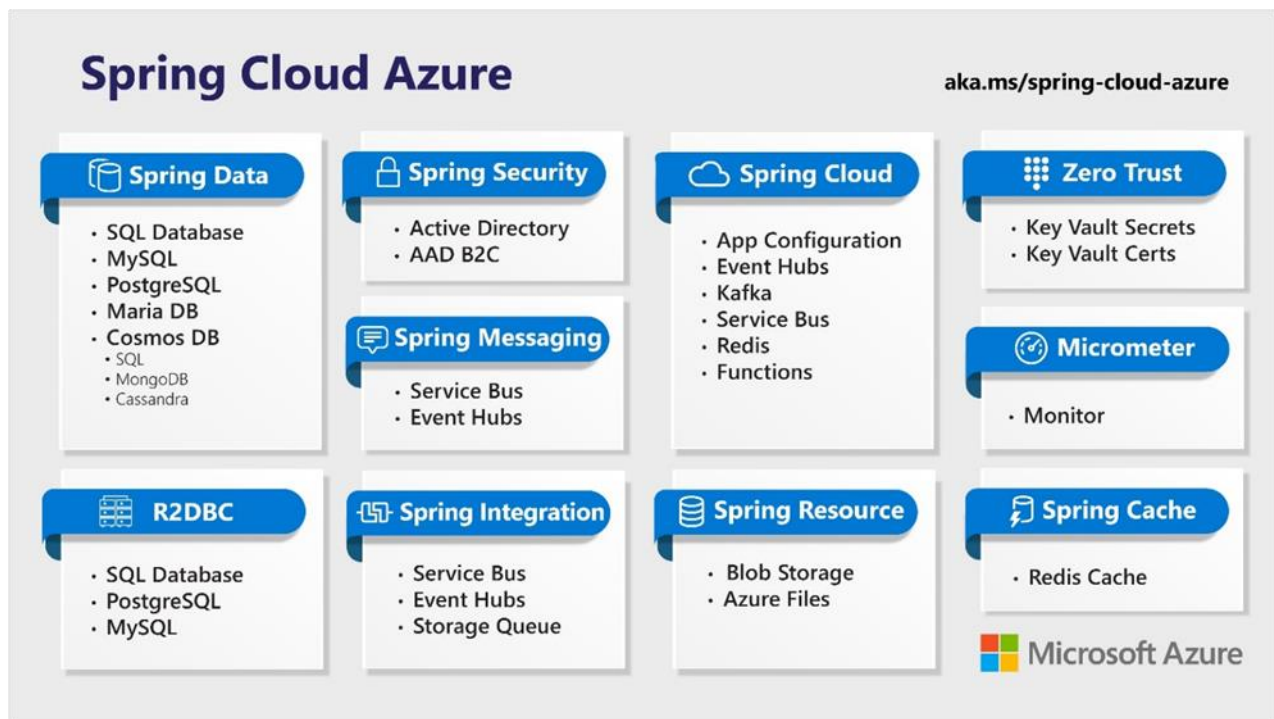 Spring Cloud Azure
aka.ms/spring-cloud-azure
Spring Data
· SQL Database
· MySQL
· PostgreSQL
· Maria DB
· Cosmos DB
• SQL
• MongoDB
• Cassandra
Spring Security
· Active Directory
· AAD B2C
Spring Messaging
· Service Bus
· Event Hubs
Spring Cloud
· App Configuration
· Event Hubs
· Kafka
· Service Bus
· Redis
· Functions
Zero Trust
· Key Vault Secrets
· Key Vault Certs
Micrometer
· Monitor
R2DBC
· SQL Database
· PostgreSQL
· MySQL
Spring Integration
· Service Bus
· Event Hubs
· Storage Queue
Spring Resource
· Blob Storage
· Azure Files
Spring Cache
· Redis Cache
Microsoft Azure